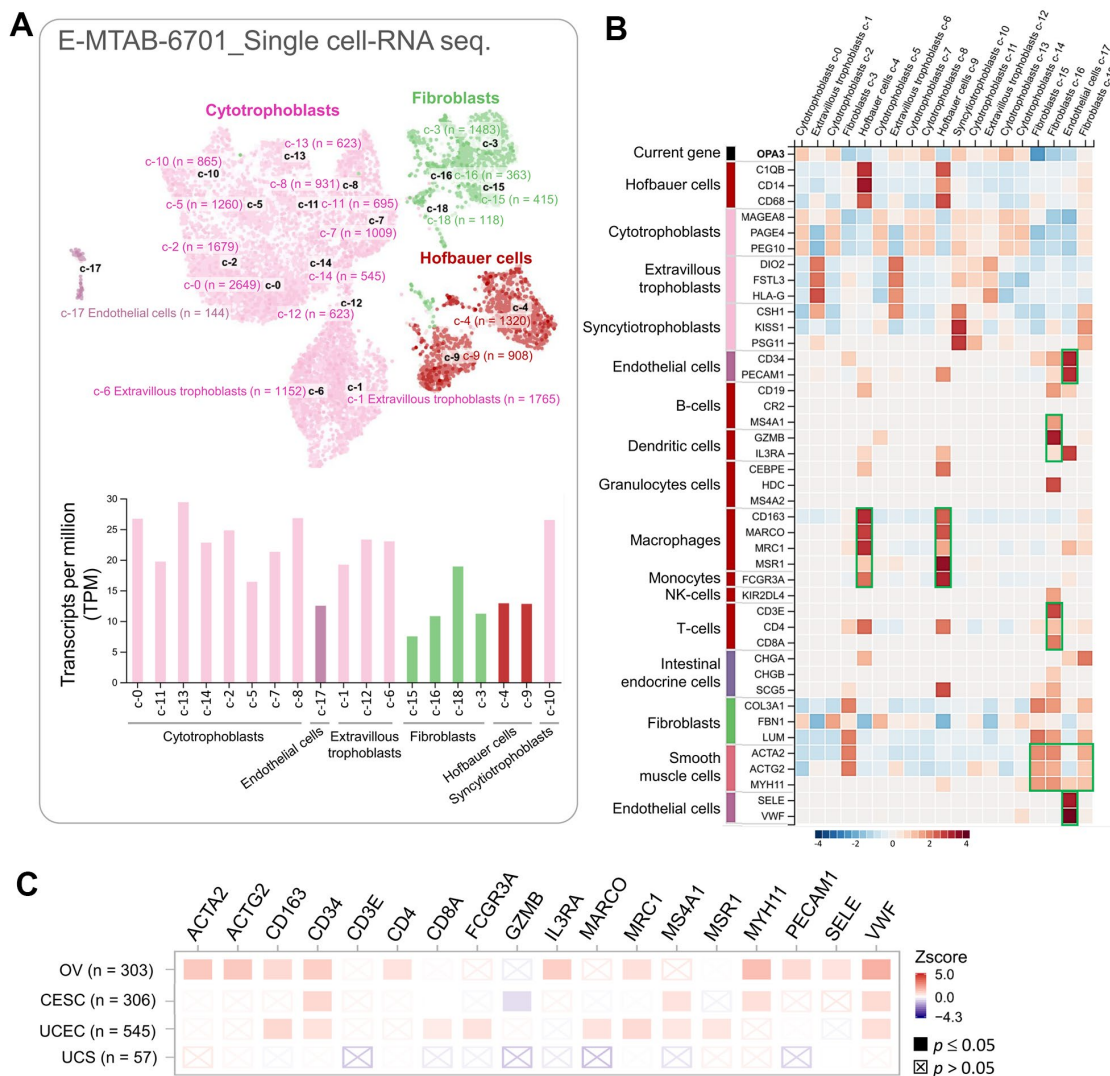 A
E-MTAB-6701_Single cell-RNA seq.
Cytotrophoblasts
Fibroblasts
c-3 (n = 1483)
c-3
c-13 (n = 623)
c-13
c-10 (n = 865)
c-10
c-16 c-16 (n = 363)
c-8 (n = 931) c-8
c-15
c-15 (n = 415)
c-5 (n = 1260) c-5
c-11 c-11 (n = 695)
c-18
c-18 (n = 118)
c-7
c-7 (n = 1009)
c-2 (n = 1679)
c-2
Hofbauer cells
c-17
c-14
c-14 (n = 545)
c-0 (n = 2649) c-0
c-12
c-12 (n = 623)
c-17 Endothelial cells (n = 144)
c-4
c-4 (n = 1320)
c-9 c-9 (n = 908)
c-6 Extravillous trophoblasts (n = 1152) c-6
c-1
c-1 Extravillous trophoblasts (n = 1765)
Transcripts per million
(TPM)
30
25
20
15
10
5
0
c-0
c-11
c-13
c-14
c-2
c-5
c-7
c-8
c-17
c-1
c-12
c-6
c-15
c-16
c-18
c-3
c-4
c-9
c-10
Cytotrophoblasts
Endothelial cells
Extravillous
trophoblasts
Fibroblasts
Hofbauer cells
Syncytiotrophoblasts
B
Cytotrophoblasts c-0
Extravillous trophoblasts c-1
Cytotrophoblasts c-2
Fibroblasts c-3
Hofbauer cells c-4
Cytotrophoblasts c-5
Extravillous trophoblasts c-6
Cytotrophoblasts c-7
Cytotrophoblasts c-8
Hofbauer cells c-9
Syncytiotrophoblasts c-10
Cytotrophoblasts c-11
Extravillous trophoblasts c-12
Cytotrophoblasts c-13
Cytotrophoblasts c-14
Fibroblasts c-15
Fibroblasts c-16
Endothelial cells c-17
Current gene
OPA3
Hofbauer cells
C1QB
CD14
CD68
Cytotrophoblasts
MAGEA8
PAGE4
PEG10
Extravillous
trophoblasts
DIO2
FSTL3
HLA-G
Syncytiotrophoblasts
CSH1
KISS1
PSG11
Endothelial cells
CD34
PECAM1
B-cells
CD19
CR2
MS4A1
Dendritic cells
GZMB
IL3RA
Granulocytes cells
CEBPE
HDC
MS4A2
Macrophages
CD163
MARCO
MRC1
MSR1
Monocytes
FCGR3A
NK-cells
KIR2DL4
T-cells
CD3E
CD4
CD8A
Intestinal
endocrine cells
CHGA
CHGB
SCG5
Fibroblasts
COL3A1
FBN1
LUM
Smooth
muscle cells
ACTA2
ACTG2
MYH11
Endothelial cells
SELE
VWF
-4 -2 0 2 4
C
ACTA2
ACTG2
CD163
CD34
CD3E
CD4
CD8A
FCGR3A
GZMB
IL3RA
MARCO
MRC1
MS4A1
MSR1
MYH11
PECAM1
SELE
VWF
OV (n = 303)
CESC (n = 306)
UCEC (n = 545)
UCS (n = 57)
Zscore
5.0
0.0
-4.3
p ≤ 0.05
p > 0.05